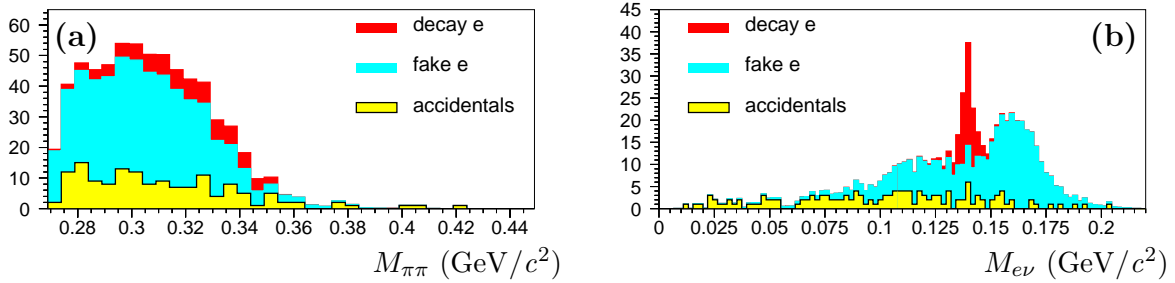 (a)
decay e
fake e
accidentals
60
50
40
30
20
10
0
0.28 0.3 0.32 0.34 0.36 0.38 0.4 0.42 0.44
M_ππ (GeV/c²)
(b)
decay e
fake e
accidentals
45
40
35
30
25
20
15
10
5
0
0 0.025 0.05 0.075 0.1 0.125 0.15 0.175 0.2
M_eν (GeV/c²)